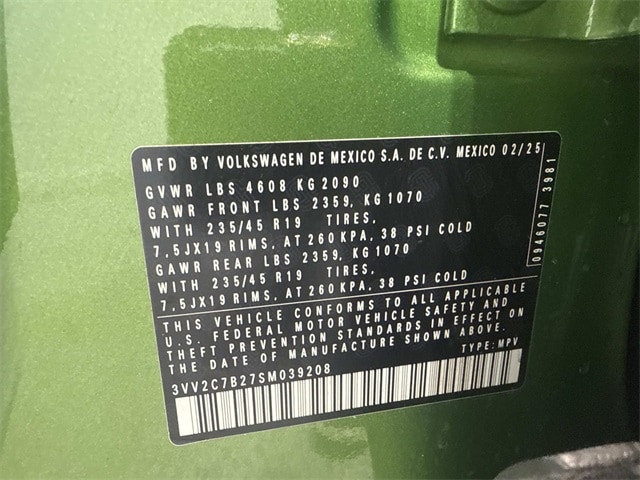 MFD BY VOLKSWAGEN DE MEXICO S.A. DE C.V. MEXICO 02/25
GVWR LBS 4608 KG 2090
GAWR FRONT LBS 2359, KG 1070
WITH 235/45 R19 TIRES,
7,5JX19 RIMS, AT 260 KPA, 38 PSI COLD
GAWR REAR LBS 2359, KG 1070
WITH 235/45 R19 TIRES,
7,5JX19 RIMS, AT 260 KPA, 38 PSI COLD
THIS VEHICLE CONFORMS TO ALL APPLICABLE
U.S. FEDERAL MOTOR VEHICLE SAFETY AND
THEFT PREVENTION STANDARDS IN EFFECT ON
THE DATE OF MANUFACTURE SHOWN ABOVE.
TYPE: MPV
3VV2C7B27SM039208
0946077 3981